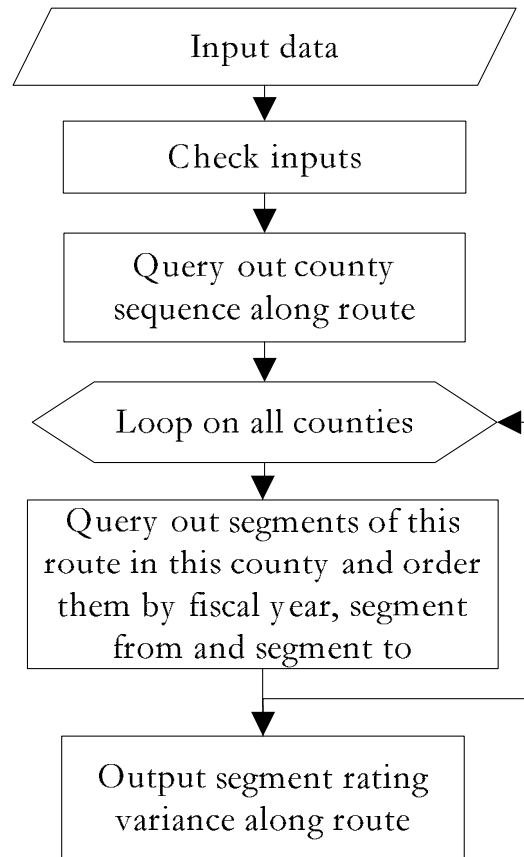 Input data
Check inputs
Query out county
sequence along route
Loop on all counties
Query out segments of this
route in this county and order
them by fiscal year, segment
from and segment to
Output segment rating
variance along route